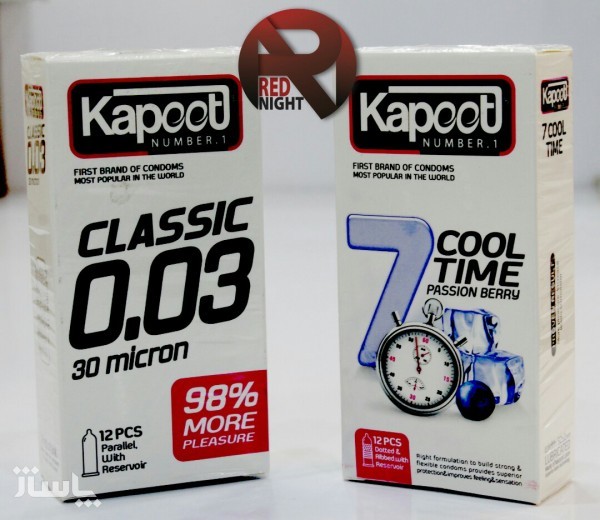 RED
NIGHT
Kapoot
NUMBER.1
FIRST BRAND OF CONDOMS
MOST POPULAR IN THE WORLD
CLASSIC
0.03
30 micron
98%
MORE
PLEASURE
12 PCS
Parallel,
With
Reservoir
CLASSIC
0.03
Kapoot
NUMBER.1
FIRST BRAND OF CONDOMS
MOST POPULAR IN THE WORLD
7
COOL
TIME
PASSION BERRY
12 PCS
Dotted &
Ribbed,with
Reservoir
Right formulation to build strong &
flexible condoms provides superior
protection&improves feeling&sensation
7 COOL
TIME
پاساژ